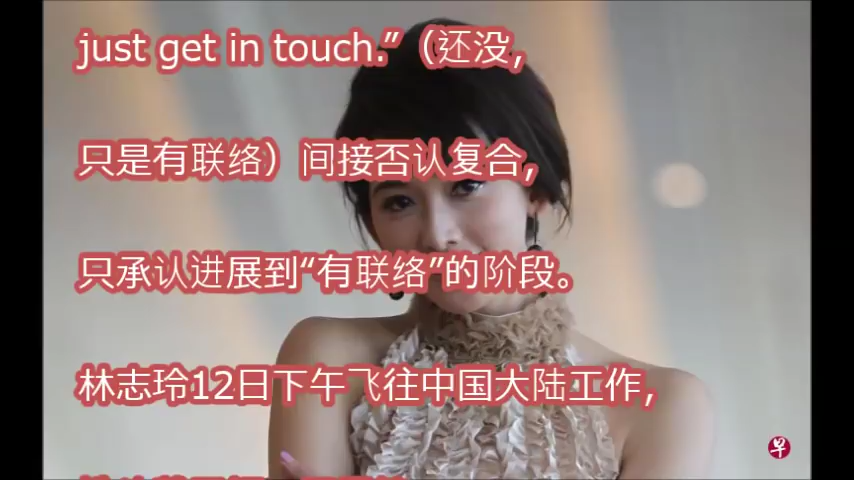 just get in touch.”（还没，
只是有联络）间接否认复合，
只承认进展到“有联络”的阶段。
林志玲12日下午飞往中国大陆工作，
早